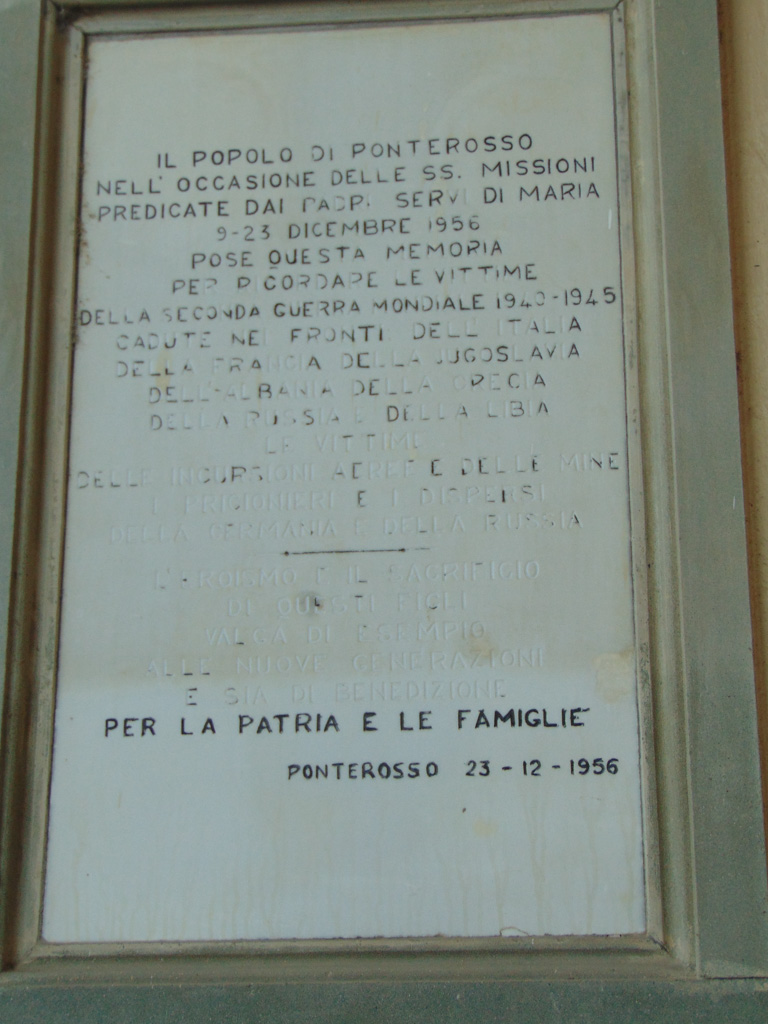 IL POPOLO DI PONTEROSSO
NELL' OCCASIONE DELLE SS. MISSIONI
PREDICATE DAI PADRI SERVI DI MARIA
9-23 DICEMBRE 1956
POSE QUESTA MEMORIA
PER RICORDARE LE VITTIME
DELLA SECONDA GUERRA MONDIALE 1940-1945
CADUTE NEI FRONTI DELL'ITALIA
DELLA FRANCIA DELLA JUGOSLAVIA
DELL'ALBANIA DELLA GRECIA
DELLA RUSSIA E DELLA LIBIA
LE VITTIME
DELLE INCURSIONI AEREE E DELLE MINE
I PRIGIONIERI E I DISPERSI
DELLA GERMANIA E DELLA RUSSIA
L'EROISMO E IL SACRIFICIO
DI QUESTI FIGLI
VALGA DI ESEMPIO
ALLE NUOVE GENERAZIONI
E SIA DI BENEDIZIONE
PER LA PATRIA E LE FAMIGLIE
PONTEROSSO 23-12-1956